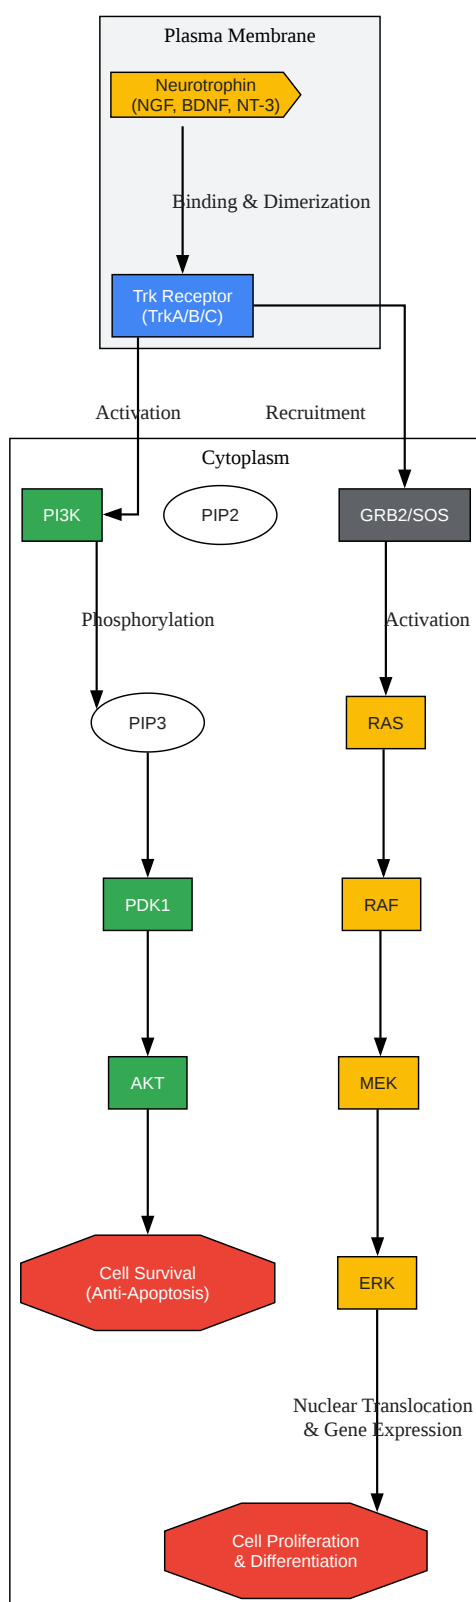 Plasma Membrane
Neurotrophin
(NGF, BDNF, NT-3)
Binding & Dimerization
Trk Receptor
(TrkA/B/C)
Activation
Recruitment
Cytoplasm
PI3K
PIP2
GRB2/SOS
Phosphorylation
Activation
PIP3
RAS
PDK1
RAF
AKT
MEK
Cell Survival
(Anti-Apoptosis)
ERK
Nuclear Translocation
& Gene Expression
Cell Proliferation
& Differentiation